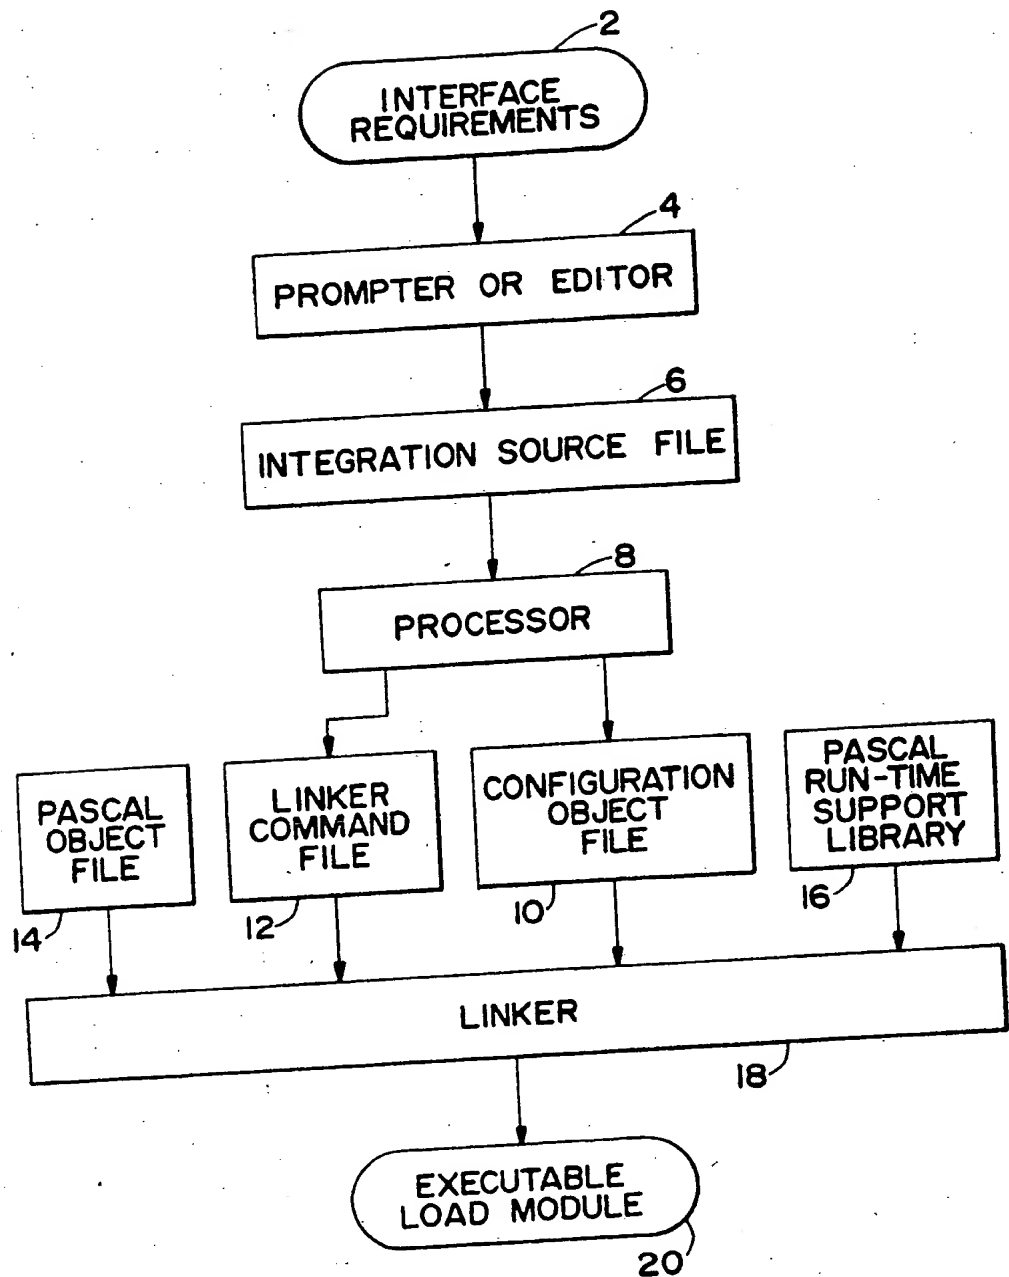 2
INTERFACE
REQUIREMENTS
4
PROMPTER OR EDITOR
6
INTEGRATION SOURCE FILE
8
PROCESSOR
PASCAL
OBJECT
FILE
14
LINKER
COMMAND
FILE
12
CONFIGURATION
OBJECT
FILE
10
PASCAL
RUN-TIME
SUPPORT
LIBRARY
16
LINKER
18
EXECUTABLE
LOAD MODULE
20